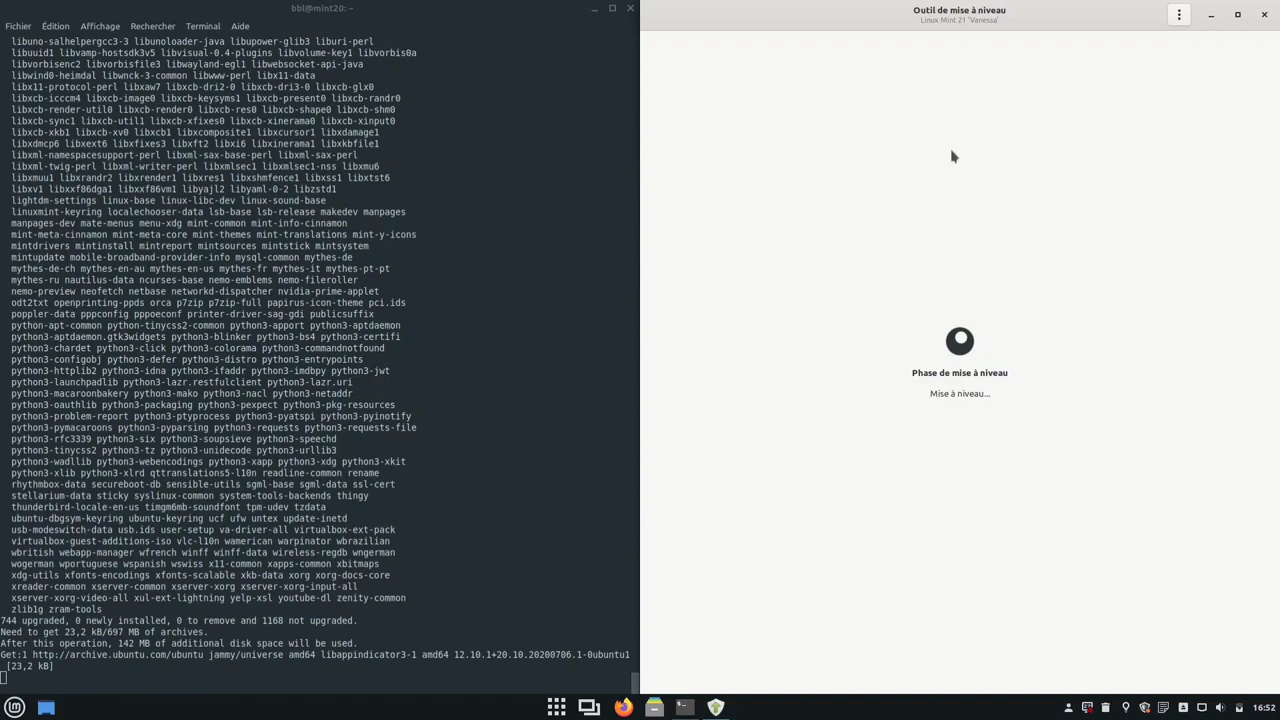 bbl@mint20: ~
Fichier Édition Affichage Rechercher Terminal Aide
libuno-salhelpergcc3-3 libunoloader-java libupower-glib3 liburi-perl
libuuid1 libvamp-hostsdk3v5 libvisual-0.4-plugins libvolume-key1 libvorbis0a
libvorbisenc2 libvorbisfile3 libwayland-egl1 libwebsocket-api-java
libwind0-heimdal libwnck-3-common libwww-perl libx11-data
libx11-protocol-perl libxaw7 libxcb-dri2-0 libxcb-dri3-0 libxcb-glx0
libxcb-icccm4 libxcb-image0 libxcb-keysyms1 libxcb-present0 libxcb-randr0
libxcb-render-util0 libxcb-render0 libxcb-res0 libxcb-shape0 libxcb-shm0
libxcb-sync1 libxcb-util1 libxcb-xfixes0 libxcb-xinerama0 libxcb-xinput0
libxcb-xkb1 libxcb-xv0 libxcb1 libxcomposite1 libxcursor1 libxdamage1
libxdmcp6 libxext6 libxfixes3 libxft2 libxi6 libxinerama1 libxkbfile1
libxml-namespacesupport-perl libxml-sax-base-perl libxml-sax-perl
libxml-twig-perl libxml-writer-perl libxmlsec1 libxmlsec1-nss libxmu6
libxmuu1 libxrandr2 libxrender1 libxres1 libxshmfence1 libxss1 libxtst6
libxv1 libxxf86dga1 libxxf86vm1 libyajl2 libyaml-0-2 libzstd1
lightdm-settings linux-base linux-libc-dev linux-sound-base
linuxmint-keyring localechooser-data lsb-base lsb-release makedev manpages
manpages-dev mate-menus menu-xdg mint-common mint-info-cinnamon
mint-meta-cinnamon mint-meta-core mint-themes mint-translations mint-y-icons
mintdrivers mintinstall mintreport mintsources mintstick mintsystem
mintupdate mobile-broadband-provider-info mysql-common mythes-de
mythes-de-ch mythes-en-au mythes-en-us mythes-fr mythes-it mythes-pt-pt
mythes-ru nautilus-data ncurses-base nemo-emblems nemo-fileroller
nemo-preview neofetch netbase networkd-dispatcher nvidia-prime-applet
odt2txt openprinting-ppds orca p7zip p7zip-full papirus-icon-theme pci.ids
poppler-data pppconfig pppoeconf printer-driver-sag-gdi publicsuffix
python-apt-common python-tinycss2-common python3-apport python3-aptdaemon
python3-aptdaemon.gtk3widgets python3-blinker python3-bs4 python3-certifi
python3-chardet python3-click python3-colorama python3-commandnotfound
python3-configobj python3-defer python3-distro python3-entrypoints
python3-httplib2 python3-idna python3-ifaddr python3-imdbpy python3-jwt
python3-launchpadlib python3-lazr.restfulclient python3-lazr.uri
python3-macaroonbakery python3-mako python3-nacl python3-netaddr
python3-oauthlib python3-packaging python3-pexpect python3-pkg-resources
python3-problem-report python3-ptyprocess python3-pyatspi python3-pyinotify
python3-pymacaroons python3-pyparsing python3-requests python3-requests-file
python3-rfc3339 python3-six python3-soupsieve python3-speechd
python3-tinycss2 python3-tz python3-unicode python3-urllib3
python3-wadllib python3-webencodings python3-xapp python3-xdg python3-xkit
python3-xlib python3-xlrd qttranslations5-l10n readline-common rename
rhythmbox-data secureboot-db sensible-utils sgml-base sgml-data ssl-cert
stellarium-data sticky syslinux-common system-tools-backends thingy
thunderbird-locale-en-us timgm6mb-soundfont tpm-udev tzdata
ubuntu-dbgsym-keyring ubuntu-keyring ucf ufw untex update-inetd
usb-modeswitch-data usb.ids user-setup va-driver-all virtualbox-ext-pack
virtualbox-guest-additions-iso vlc-l10n wamerican warpinator wbrazilian
wbritish webapp-manager wfrench winff winff-data wireless-regdb wngerman
wogerman wportuguese wspanish wswiss x11-common xapps-common xbitmaps
xdg-utils xfonts-encodings xfonts-scalable xkb-data xorg xorg-docs-core
xreader-common xserver-common xserver-xorg xserver-xorg-input-all
xserver-xorg-video-all xul-ext-lightning yelp-xsl youtube-dl zenity-common
zlib1g zram-tools
744 upgraded, 0 newly installed, 0 to remove and 1168 not upgraded.
Need to get 23,2 kB/697 MB of archives.
After this operation, 142 MB of additional disk space will be used.
Get:1 http://archive.ubuntu.com/ubuntu jammy/universe amd64 libappindicator3-1 amd64 12.10.1+20.10.20200706.1-0ubuntu1
[23,2 kB]
Outil de mise à niveau
Linux Mint 21 'Vanessa'
Phase de mise à niveau
Mise à niveau...
16:52